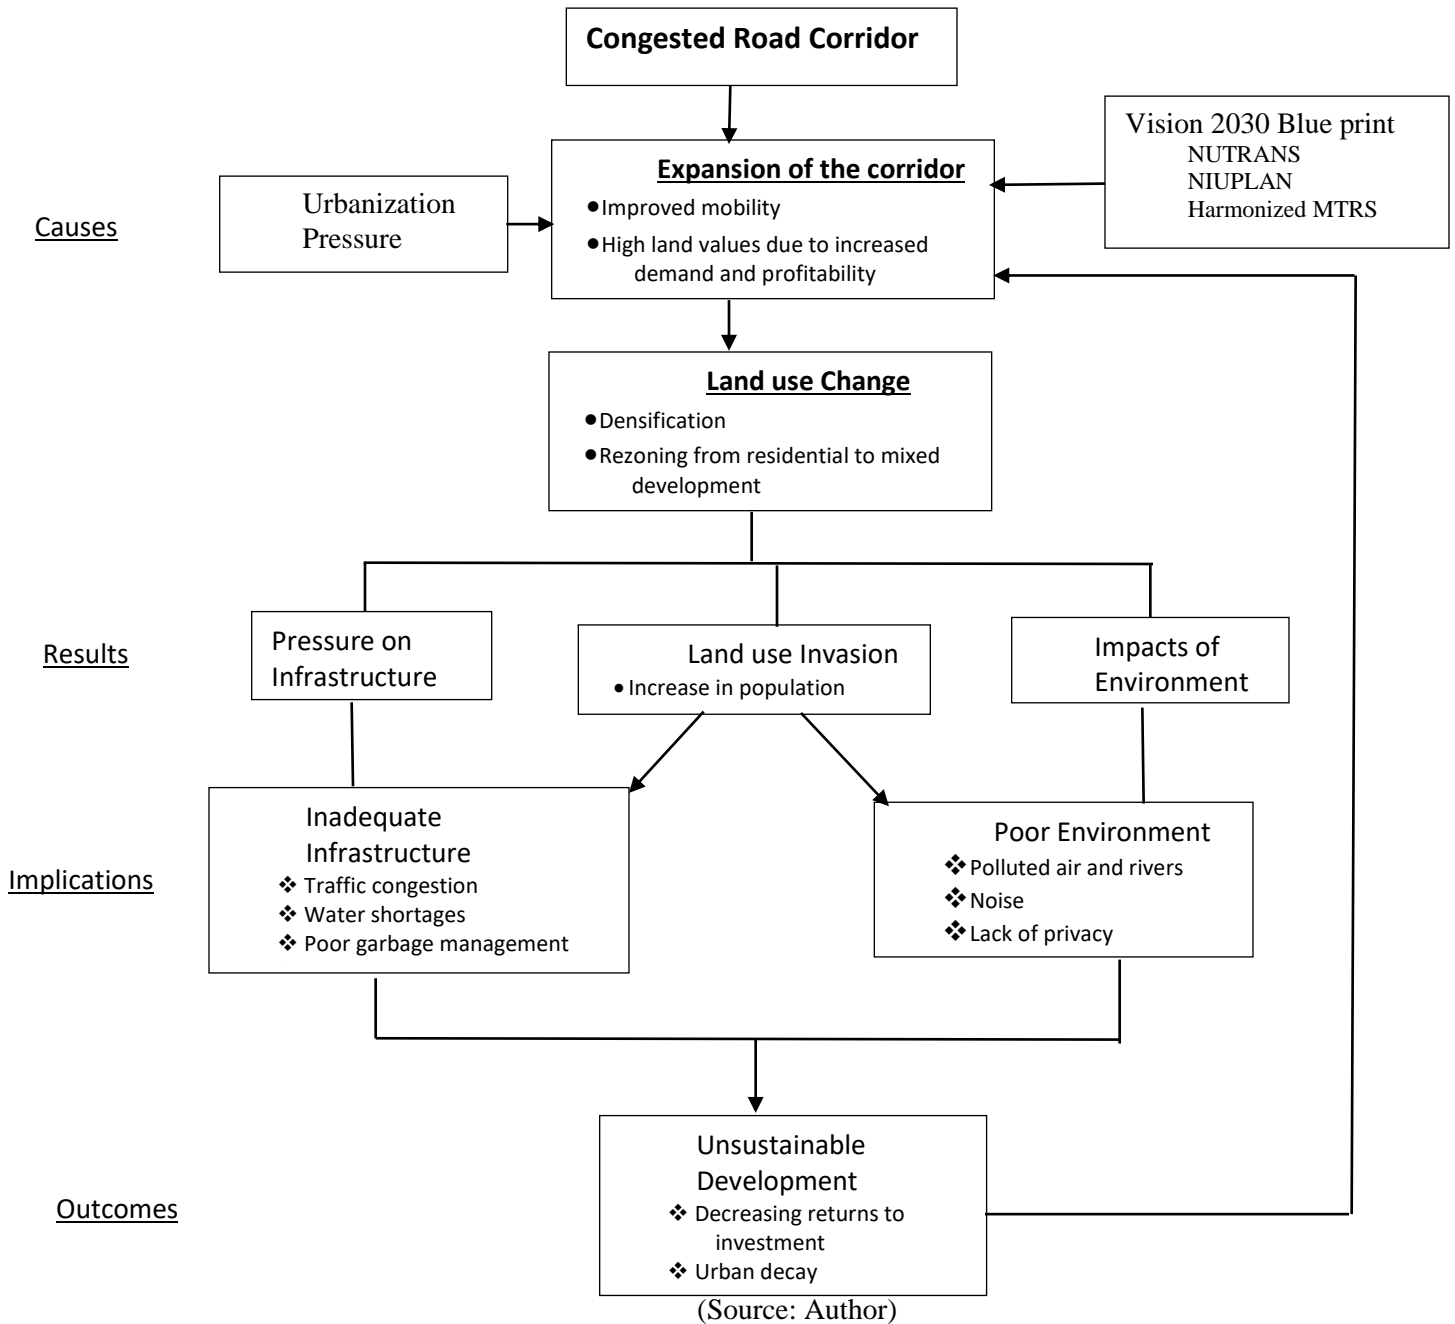 Congested Road Corridor
Vision 2030 Blue print
NUTRANS
NIUPLAN
Harmonized MTRS
Expansion of the corridor
• Improved mobility
• High land values due to increased
demand and profitability
Urbanization
Pressure
Causes
Land use Change
• Densification
• Rezoning from residential to mixed
development
Results
Pressure on
Infrastructure
Land use Invasion
• Increase in population
Impacts of
Environment
Implications
Inadequate
Infrastructure
❖ Traffic congestion
❖ Water shortages
❖ Poor garbage management
Poor Environment
❖ Polluted air and rivers
❖ Noise
❖ Lack of privacy
Outcomes
Unsustainable
Development
❖ Decreasing returns to
investment
❖ Urban decay
(Source: Author)